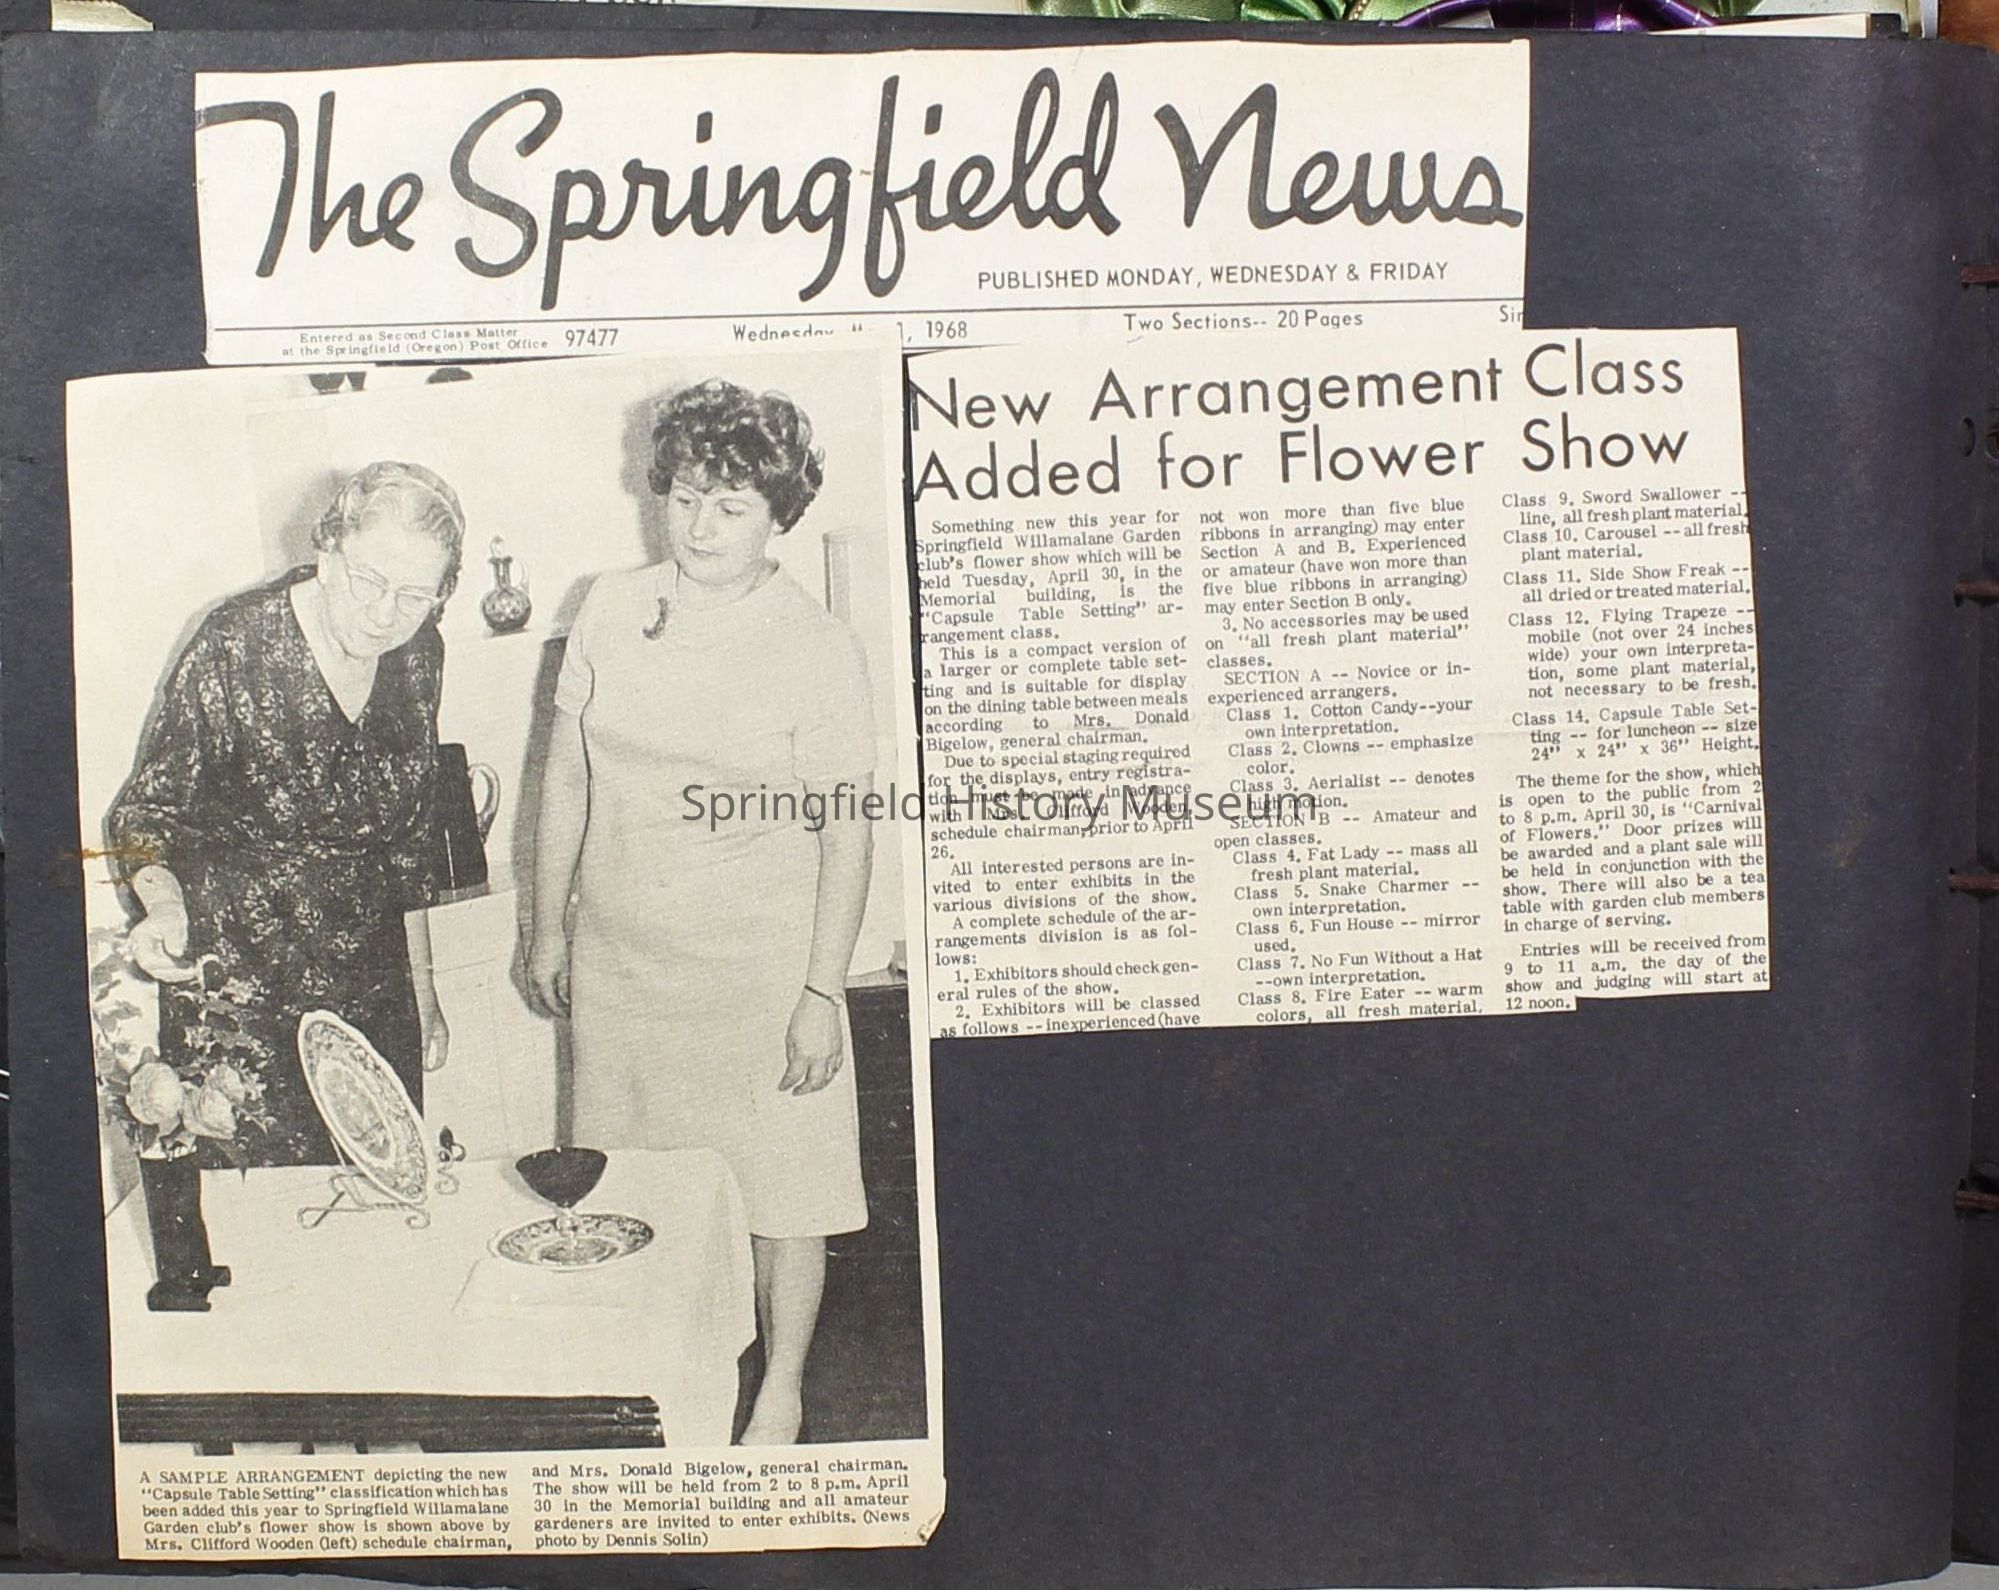 The Springfield News
PUBLISHED MONDAY, WEDNESDAY & FRIDAY
Entered as Second Class Matter
at the Springfield (Oregon) Post Office
97477
Wednesday, 1968
Two Sections-- 20 Pages
New Arrangement Class
Added for Flower Show
Something new this year for
Springfield Willamalane Garden
club's flower show which will be
held Tuesday, April 30, in the
Memorial building, is the
"Capsule Table Setting" ar-
rangement class.
This is a compact version of
a larger or complete table set-
ting and is suitable for display
on the dining table between meals
according to Mrs. Donald
Bigelow, general chairman.
Due to special staging required
for the displays, entry registra-
tion must be made in advance
with Mrs. Clifford Wooden,
schedule chairman, prior to April
26.
All interested persons are in-
vited to enter exhibits in the
various divisions of the show.
A complete schedule of the ar-
rangements division is as fol-
lows:
1. Exhibitors should check gen-
eral rules of the show.
2. Exhibitors will be classed
as follows -- inexperienced (have
not won more than five blue
ribbons in arranging) may enter
Section A and B. Experienced
or amateur (have won more than
five blue ribbons in arranging)
may enter Section B only.
3. No accessories may be used
on "all fresh plant material"
classes.
SECTION A -- Novice or in-
experienced arrangers.
Class 1. Cotton Candy--your
own interpretation.
Class 2. Clowns -- emphasize
color.
Class 3. Aerialist -- denotes
high motion.
SECTION B -- Amateur and
open classes.
Class 4. Fat Lady -- mass all
fresh plant material.
Class 5. Snake Charmer --
own interpretation.
Class 6. Fun House -- mirror
used.
Class 7. No Fun Without a Hat
--own interpretation.
Class 8. Fire Eater -- warm
colors, all fresh material.
Class 9. Sword Swallower --
line, all fresh plant material.
Class 10. Carousel -- all fresh
plant material.
Class 11. Side Show Freak --
all dried or treated material.
Class 12. Flying Trapeze --
mobile (not over 24 inches
wide) your own interpreta-
tion, some plant material,
not necessary to be fresh.
Class 14. Capsule Table Set-
ting -- for luncheon -- size
24" x 24" x 36" Height.
The theme for the show, which
is open to the public from 2
to 8 p.m. April 30, is "Carnival
of Flowers." Door prizes will
be awarded and a plant sale will
be held in conjunction with the
show. There will also be a tea
table with garden club members
in charge of serving.
Entries will be received from
9 to 11 a.m. the day of the
show and judging will start at
12 noon.
Springfield History Museum
A SAMPLE ARRANGEMENT depicting the new
"Capsule Table Setting" classification which has
been added this year to Springfield Willamalane
Garden club's flower show is shown above by
Mrs. Clifford Wooden (left) schedule chairman,
and Mrs. Donald Bigelow, general chairman.
The show will be held from 2 to 8 p.m. April
30 in the Memorial building and all amateur
gardeners are invited to enter exhibits. (News
photo by Dennis Solin)